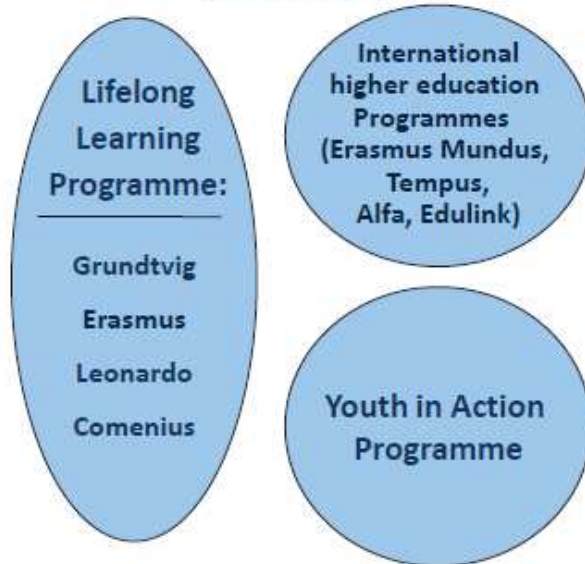 Lifelong
Learning
Programme:
Grundtvig
Erasmus
Leonardo
Comenius
International
higher education
Programmes
(Erasmus Mundus,
Tempus,
Alfa, Edulink)
Youth in Action
Programme